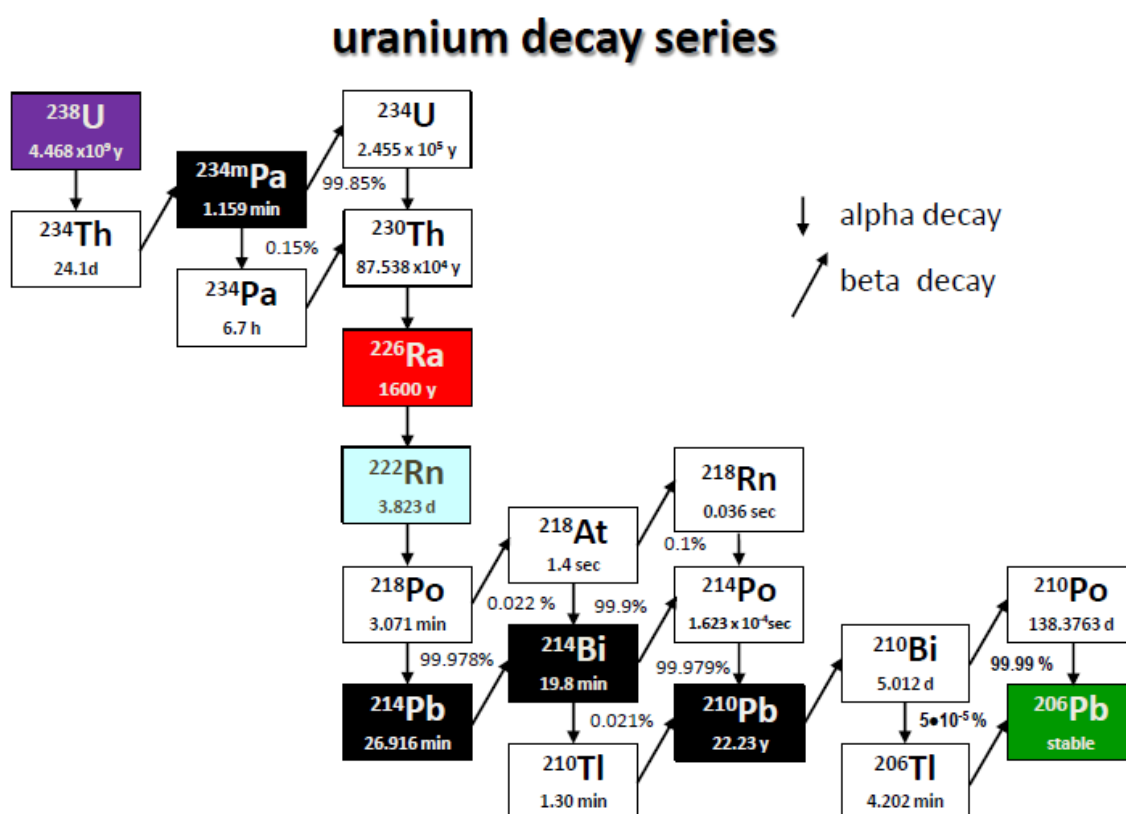 uranium decay series
²³⁸U
4.468 x10⁹ y
²³⁴U
2.455 x 10⁵ y
²³⁴ᵐPa
1.159 min
99.85%
alpha decay
²³⁴Th
24.1d
0.15%
²³⁰Th
87.538 x10⁴ y
beta decay
²³⁴Pa
6.7 h
²²⁶Ra
1600 y
²²²Rn
3.823 d
²¹⁸At
1.4 sec
²¹⁸Rn
0.036 sec
0.1%
²¹⁸Po
3.071 min
0.022 %
99.9%
²¹⁴Po
1.623 x 10⁻⁴sec
²¹⁰Po
138.3763 d
99.978%
²¹⁴Bi
19.8 min
99.979%
²¹⁰Bi
5.012 d
99.99 %
²¹⁴Pb
26.916 min
0.021%
²¹⁰Pb
22.23 y
5•10⁻⁵ %
²⁰⁶Pb
stable
²¹⁰Tl
1.30 min
²⁰⁶Tl
4.202 min